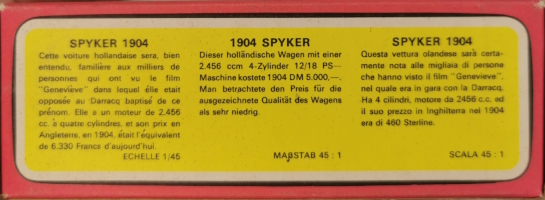 SPYKER 1904
Cette voiture hollandaise sera, bien
entendu, familière aux milliers de
personnes qui ont vu le film
"Geneviève" dans lequel elle était
opposée au Darracq baptisé de ce
prénom. Elle a un moteur de 2,456
cc. à quatre cylindres, et son prix en
Angleterre, en 1904, était l'équivalent
de 6.330 Francs d'aujourd'hui.
ECHELLE 1/45
1904 SPYKER
Dieser holländische Wagen mit einer
2.456 ccm 4-Zylinder 12/18 PS—
Maschine kostete 1904 DM 5.000,—.
Man betrachtete den Preis für die
ausgezeichnete Qualität des Wagens
als sehr niedrig.
MAßSTAB 45 : 1
SPYKER 1904
Questa vettura olandese sarà certa-
mente nota alle migliaia di persone
che hanno visto il film "Genevieve",
nel quale era in gara con la Darracq.
Ha 4 cilindri, motore da 2456 c.c. ed
il suo prezzo in Inghilterra nel 1904
era di 460 Sterline.
SCALA 45 : 1